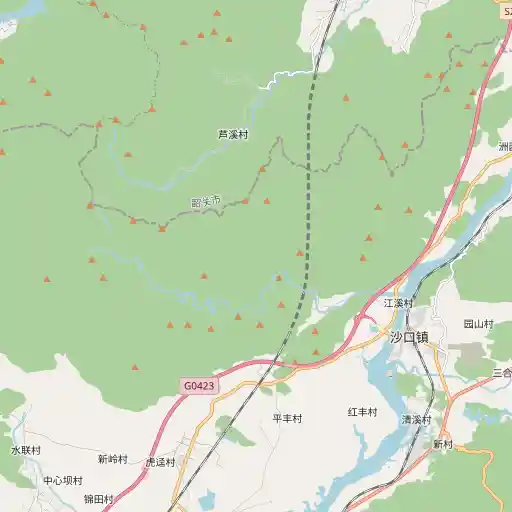 芦溪村
韶关市
江溪村
沙口镇
园山村
G0423
平丰村
红丰村
清溪村
新村
水联村
新岭村
虎迳村
中心坝村
锦田村
三合